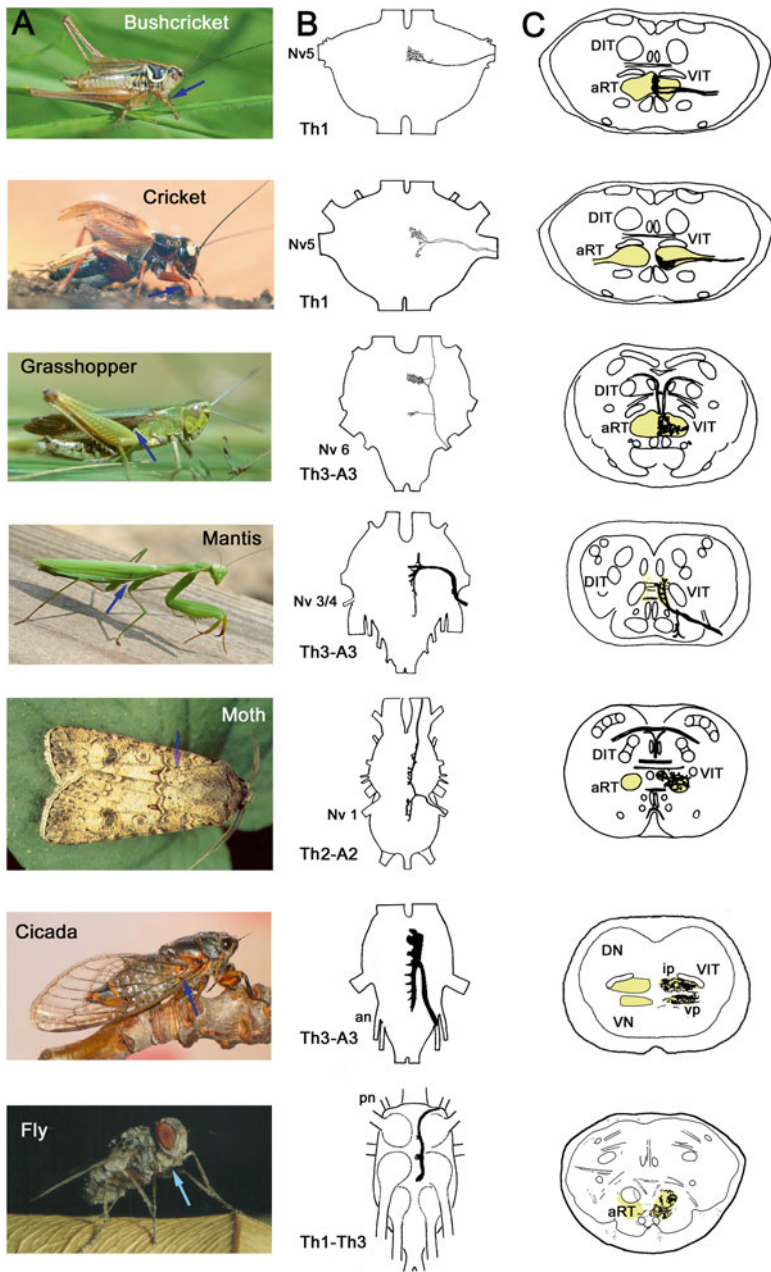 A
B
C
Bushcricket
Nv5
Th1
DIT
VIT
aRT
Cricket
Nv5
Th1
DIT
VIT
aRT
Grasshopper
Nv 6
Th3-A3
DIT
aRT
VIT
Mantis
Nv 3/4
Th3-A3
DIT
VIT
Moth
Nv 1
Th2-A2
DIT
VIT
aRT
Cicada
an
Th3-A3
DN
ip
VIT
vp
VN
Fly
pn
Th1-Th3
aRT